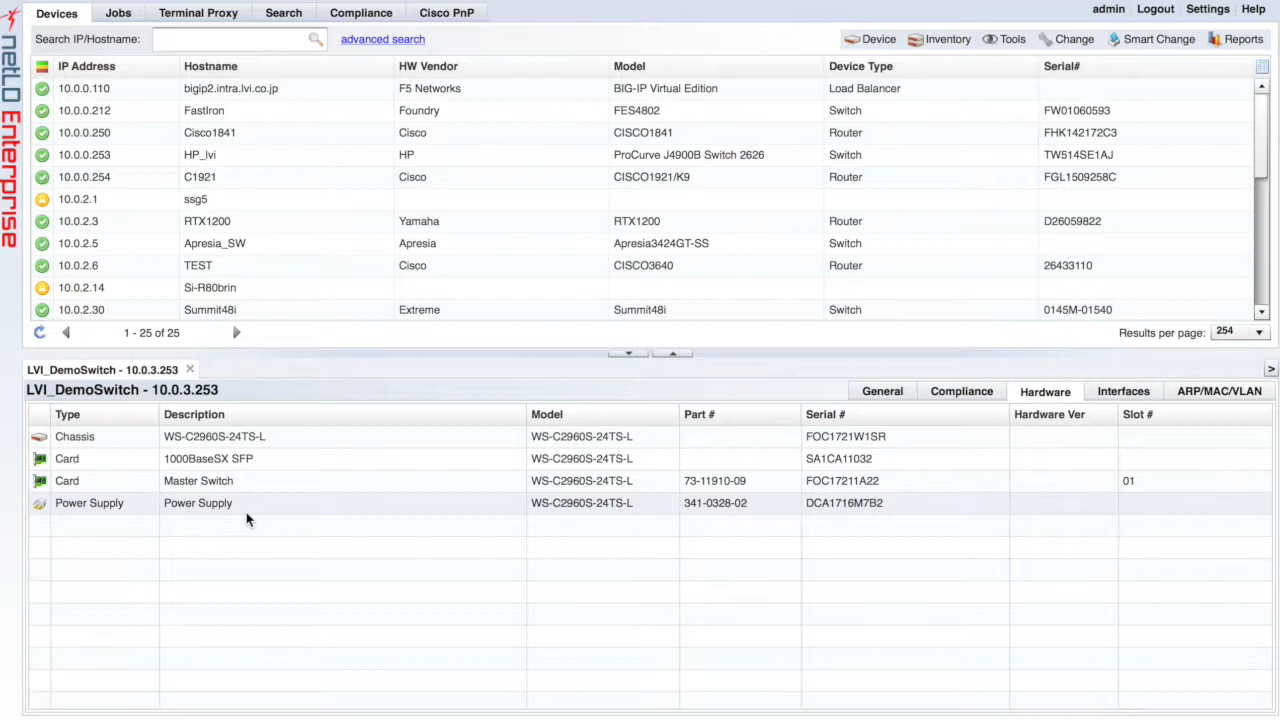 netLD Enterprise
Devices Jobs Terminal Proxy Search Compliance Cisco PnP admin Logout Settings Help
Search IP/Hostname: advanced search Device Inventory Tools Change Smart Change Reports
IP Address Hostname HW Vendor Model Device Type Serial#
10.0.0.110 bigip2.intra.lvi.co.jp F5 Networks BIG-IP Virtual Edition Load Balancer
10.0.0.212 FastIron Foundry FES4802 Switch FW01060593
10.0.0.250 Cisco1841 Cisco CISCO1841 Router FHK142172C3
10.0.0.253 HP_lvi HP ProCurve J4900B Switch 2626 Switch TW514SE1AJ
10.0.0.254 C1921 Cisco CISCO1921/K9 Router FGL1509258C
10.0.2.1 ssg5
10.0.2.3 RTX1200 Yamaha RTX1200 Router D26059822
10.0.2.5 Apresia_SW Apresia Apresia3424GT-SS Switch
10.0.2.6 TEST Cisco CISCO3640 Router 26433110
10.0.2.14 Si-R80brin
10.0.2.30 Summit48i Extreme Summit48i Switch 0145M-01540
1 - 25 of 25 Results per page: 254
LVI_DemoSwitch - 10.0.3.253
LVI_DemoSwitch - 10.0.3.253 General Compliance Hardware Interfaces ARP/MAC/VLAN
Type Description Model Part # Serial # Hardware Ver Slot #
Chassis WS-C2960S-24TS-L WS-C2960S-24TS-L FOC1721W1SR
Card 1000BaseSX SFP WS-C2960S-24TS-L SA1CA11032
Card Master Switch WS-C2960S-24TS-L 73-11910-09 FOC17211A22 01
Power Supply Power Supply WS-C2960S-24TS-L 341-0328-02 DCA1716M7B2